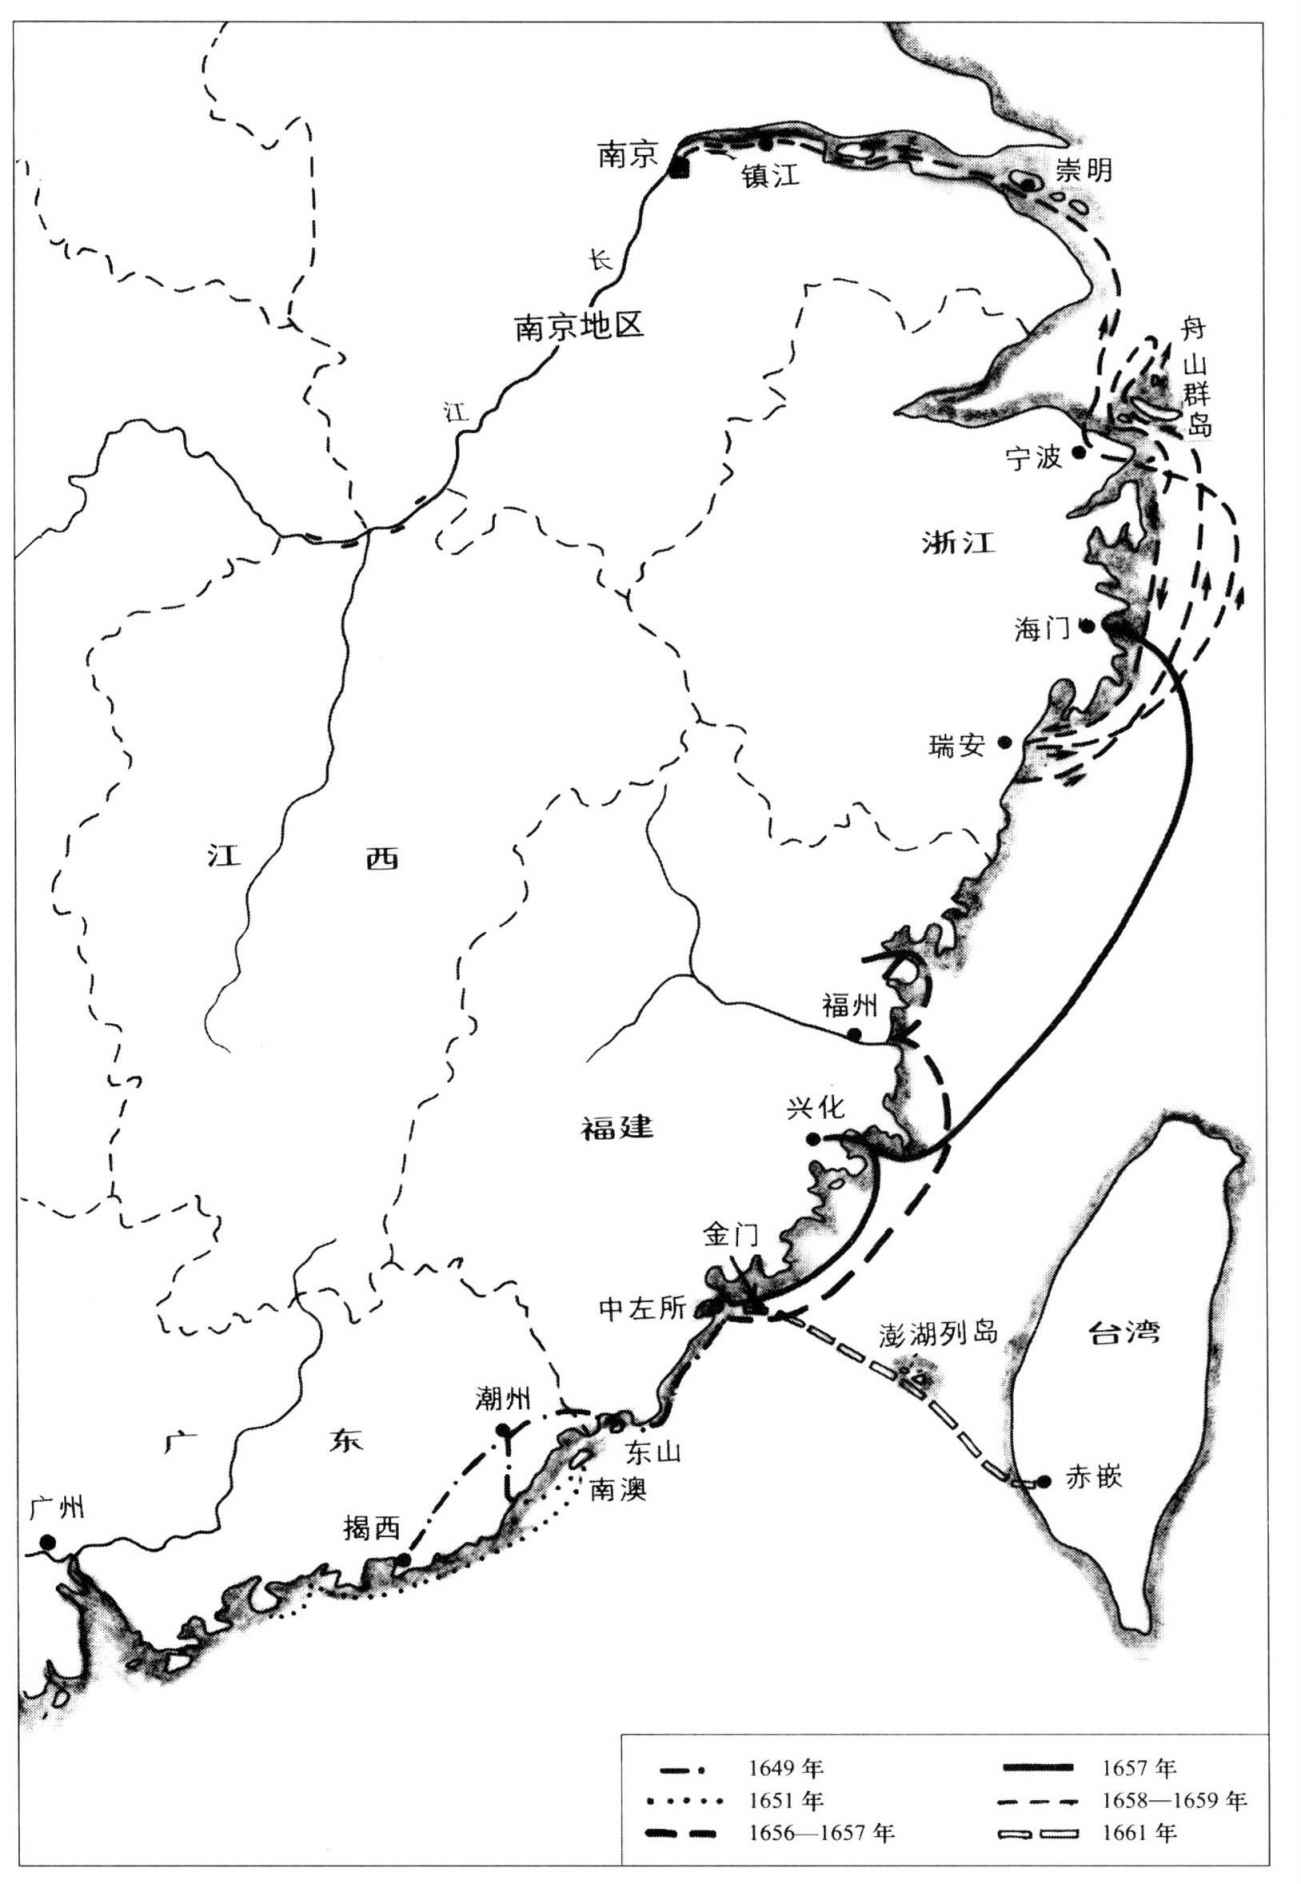 南京
镇江
崇明
长
南京地区
舟山群岛
江
宁波
浙江
海门
瑞安
江 西
福州
兴化
福建
金门
中左所
澎湖列岛
台湾
潮州
广 东
东山
赤嵌
南澳
广州
揭西
1649 年
1657 年
1651 年
1658—1659 年
1656—1657 年
1661 年